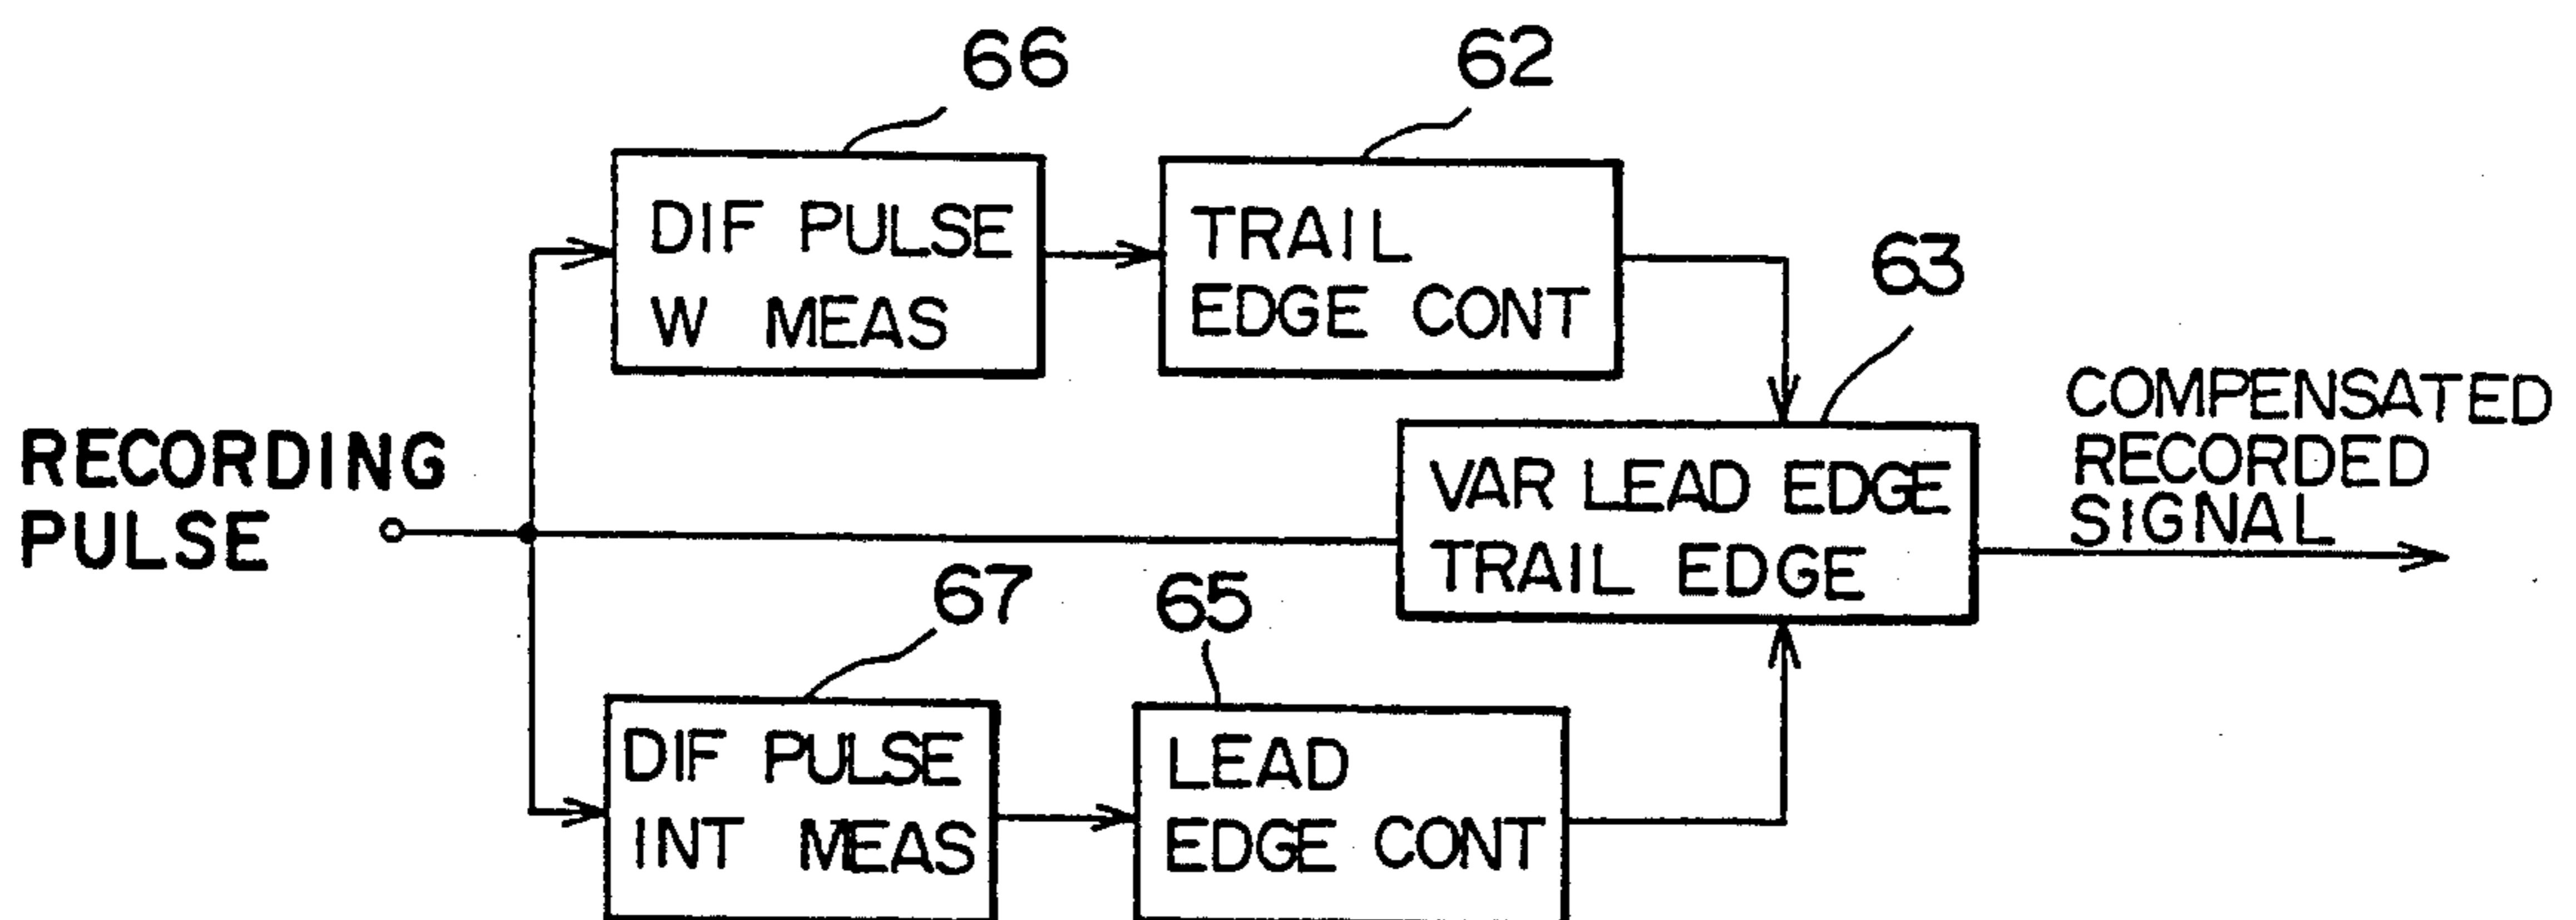 66
62
DIF PULSE
W MEAS
TRAIL
EDGE CONT
63
RECORDING
PULSE
VAR LEAD EDGE
TRAIL EDGE
COMPENSATED
RECORDED
SIGNAL
67
65
DIF PULSE
INT MEAS
LEAD
EDGE CONT